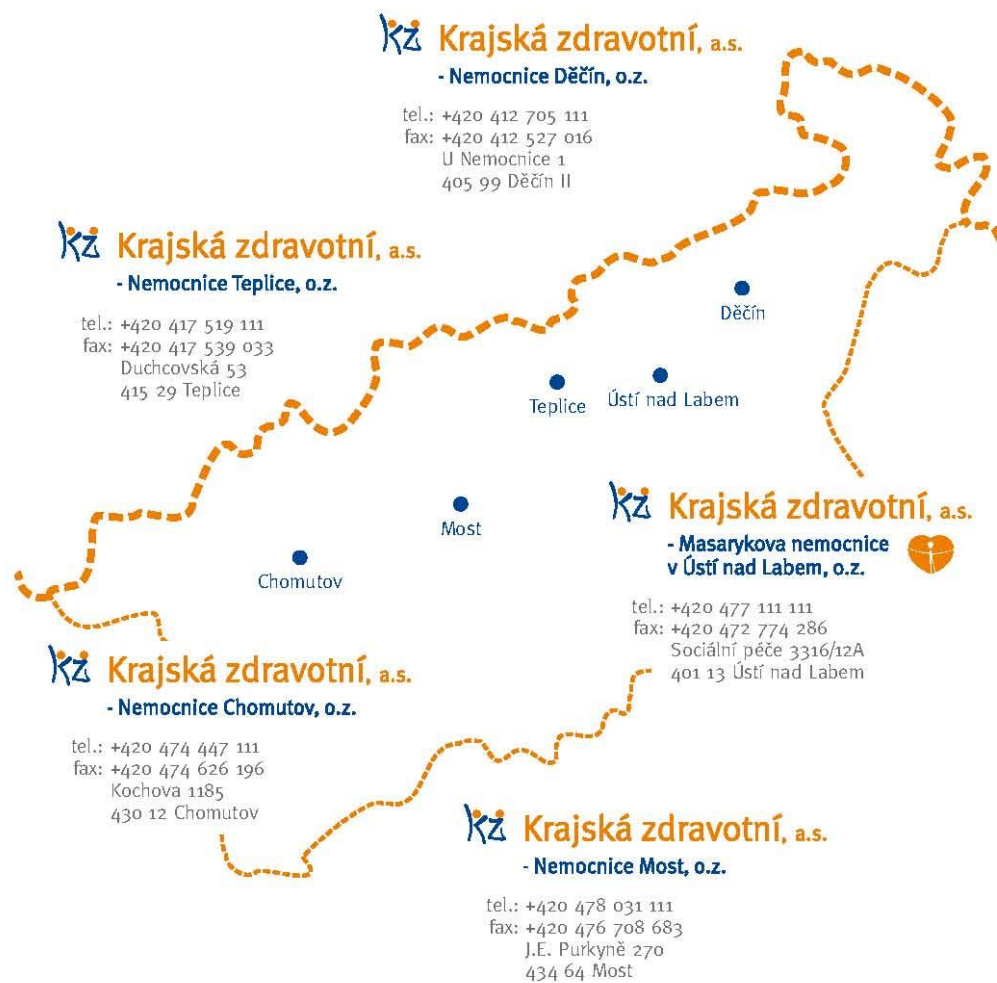 kz Krajská zdravotní, a.s.
- Nemocnice Děčín, o.z.
tel.: +420 412 705 111
fax: +420 412 527 016
U Nemocnice 1
405 99 Děčín II
kz Krajská zdravotní, a.s.
- Nemocnice Teplice, o.z.
tel.: +420 417 519 111
fax: +420 417 539 033
Duchcovská 53
415 29 Teplice
Děčín
Teplice
Ústí nad Labem
Most
Chomutov
kz Krajská zdravotní, a.s.
- Masarykova nemocnice
v Ústí nad Labem, o.z.
tel.: +420 477 111 111
fax: +420 472 774 286
Sociální péče 3316/12A
401 13 Ústí nad Labem
kz Krajská zdravotní, a.s.
- Nemocnice Chomutov, o.z.
tel.: +420 474 447 111
fax: +420 474 626 196
Kochova 1185
430 12 Chomutov
kz Krajská zdravotní, a.s.
- Nemocnice Most, o.z.
tel.: +420 478 031 111
fax: +420 476 708 683
J.E. Purkyně 270
434 64 Most